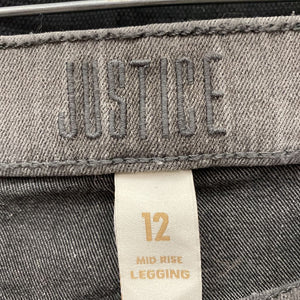 JUSTICE
12
MID RISE
LEGGING